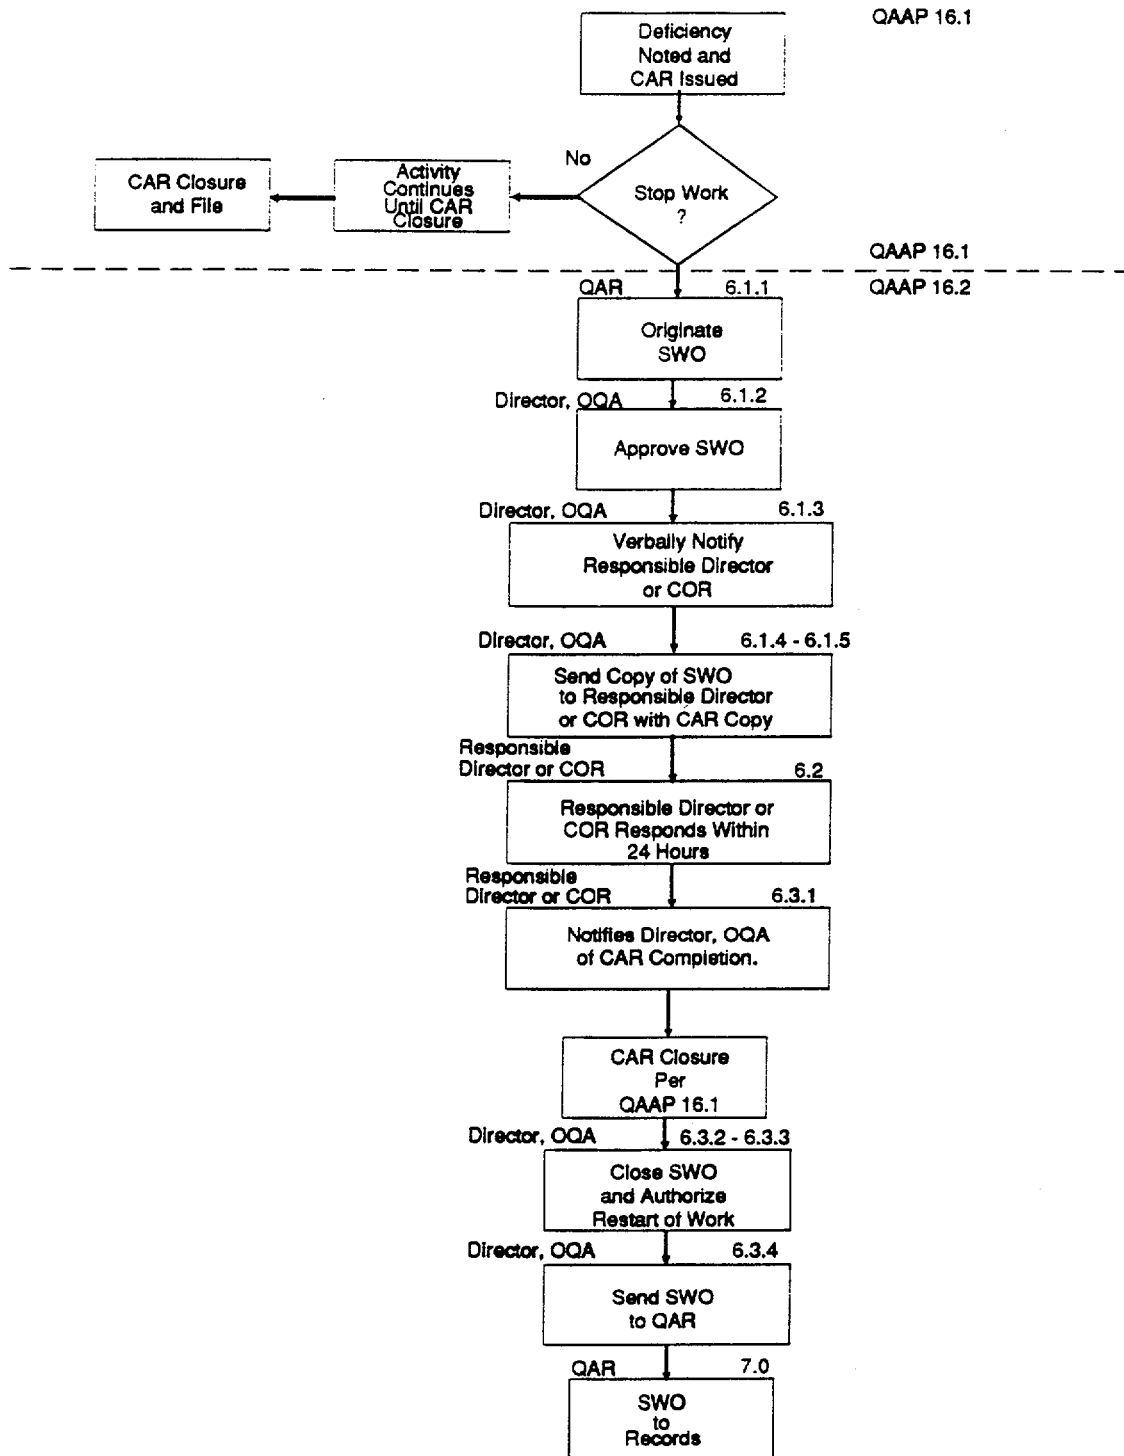 QAAP 16.1
Deficiency
Noted and
CAR Issued
No
Stop Work
?
Activity
Continues
Until CAR
Closure
CAR Closure
and File
QAAP 16.1
QAAP 16.2
QAR
6.1.1
Originate
SWO
Director, OQA
6.1.2
Approve SWO
Director, OQA
6.1.3
Verbally Notify
Responsible Director
or COR
Director, OQA
6.1.4 - 6.1.5
Send Copy of SWO
to Responsible Director
or COR with CAR Copy
Responsible
Director or COR
6.2
Responsible Director or
COR Responds Within
24 Hours
Responsible
Director or COR
6.3.1
Notifies Director, OQA
of CAR Completion.
CAR Closure
Per
QAAP 16.1
Director, OQA
6.3.2 - 6.3.3
Close SWO
and Authorize
Restart of Work
Director, OQA
6.3.4
Send SWO
to QAR
QAR
7.0
SWO
to
Records